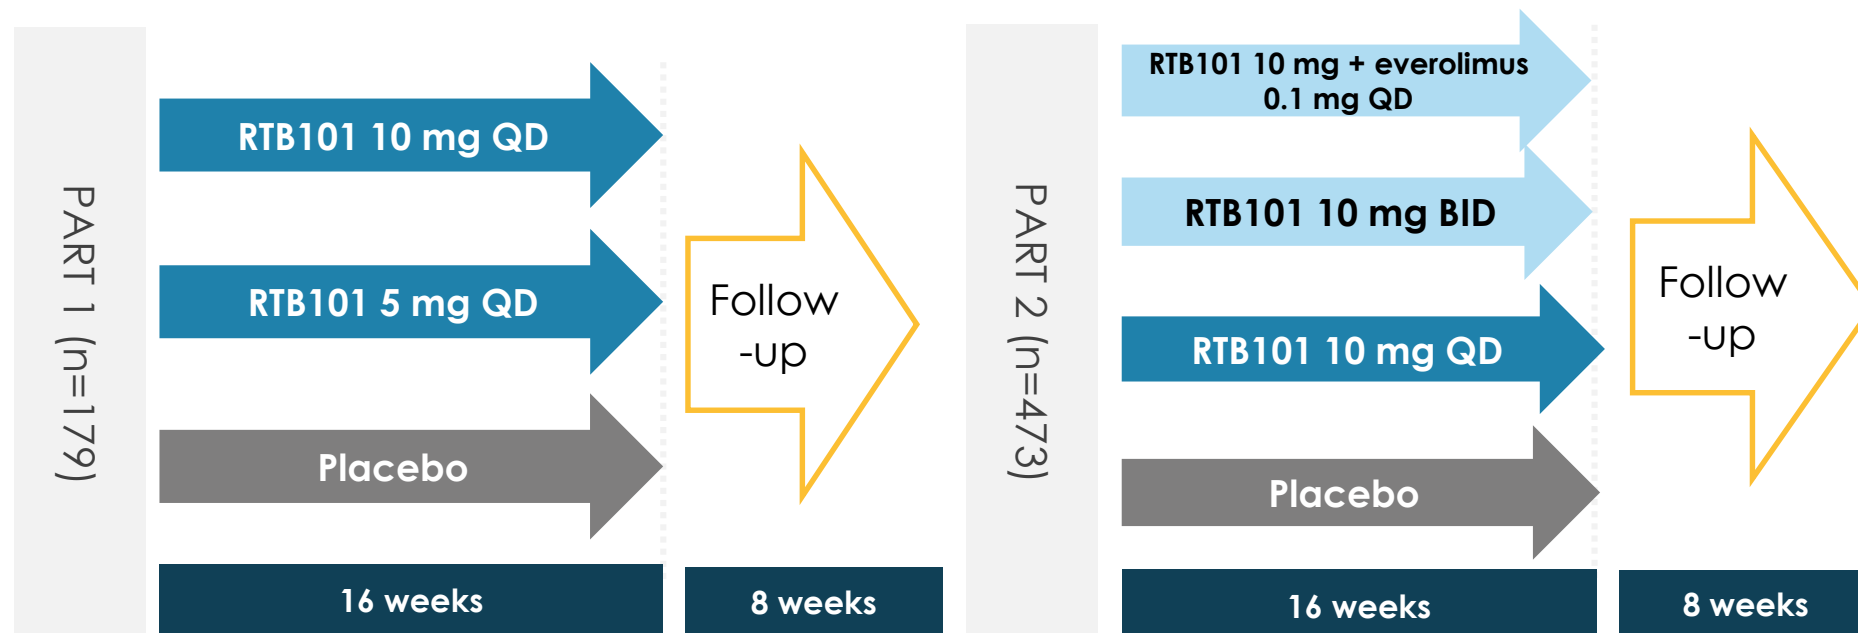 PART 1 (n=179)
RTB101 10 mg QD
RTB101 5 mg QD
Placebo
16 weeks
Follow
-up
8 weeks
PART 2 (n=473)
RTB101 10 mg + everolimus
0.1 mg QD
RTB101 10 mg BID
RTB101 10 mg QD
Placebo
16 weeks
Follow
-up
8 weeks